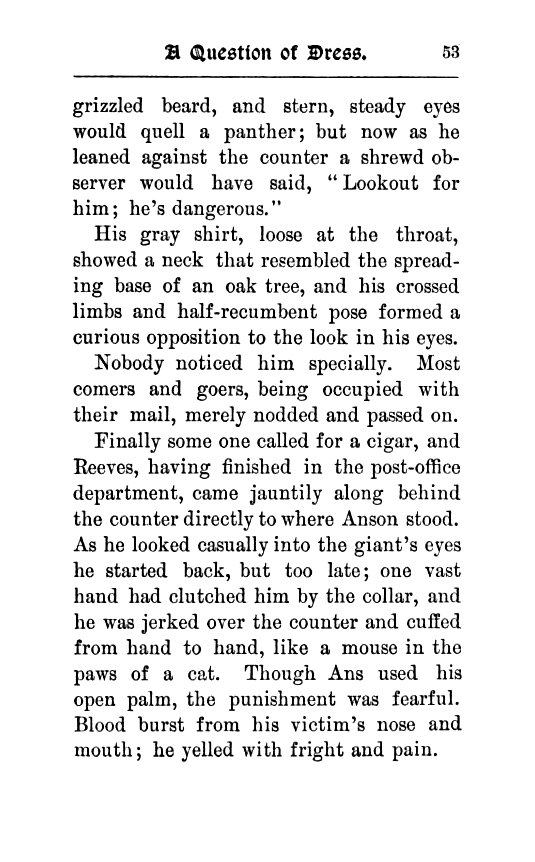 A Question of Dress. 53
grizzled beard, and stern, steady eyes
would quell a panther; but now as he
leaned against the counter a shrewd ob-
server would have said, “Lookout for
him; he's dangerous."
His gray shirt, loose at the throat,
showed a neck that resembled the spread-
ing base of an oak tree, and his crossed
limbs and half-recumbent pose formed a
curious opposition to the look in his eyes.
Nobody noticed him specially. Most
comers and goers, being occupied with
their mail, merely nodded and passed on.
Finally some one called for a cigar, and
Reeves, having finished in the post-office
department, came jauntily along behind
the counter directly to where Anson stood.
As he looked casually into the giant's eyes
he started back, but too late; one vast
hand had clutched him by the collar, and
he was jerked over the counter and cuffed
from hand to hand, like a mouse in the
paws of a cat. Though Ans used his
open palm, the punishment was fearful.
Blood burst from his victim's nose and
mouth; he yelled with fright and pain.